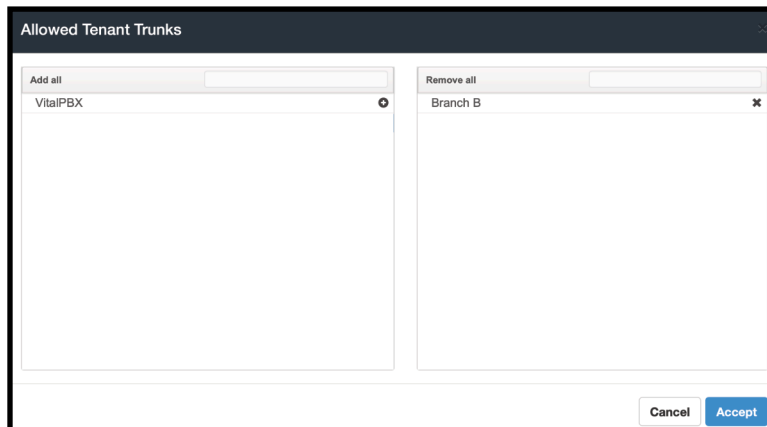 Allowed Tenant Trunks
Add all
VitalPBX
Remove all
Branch B
Cancel
Accept